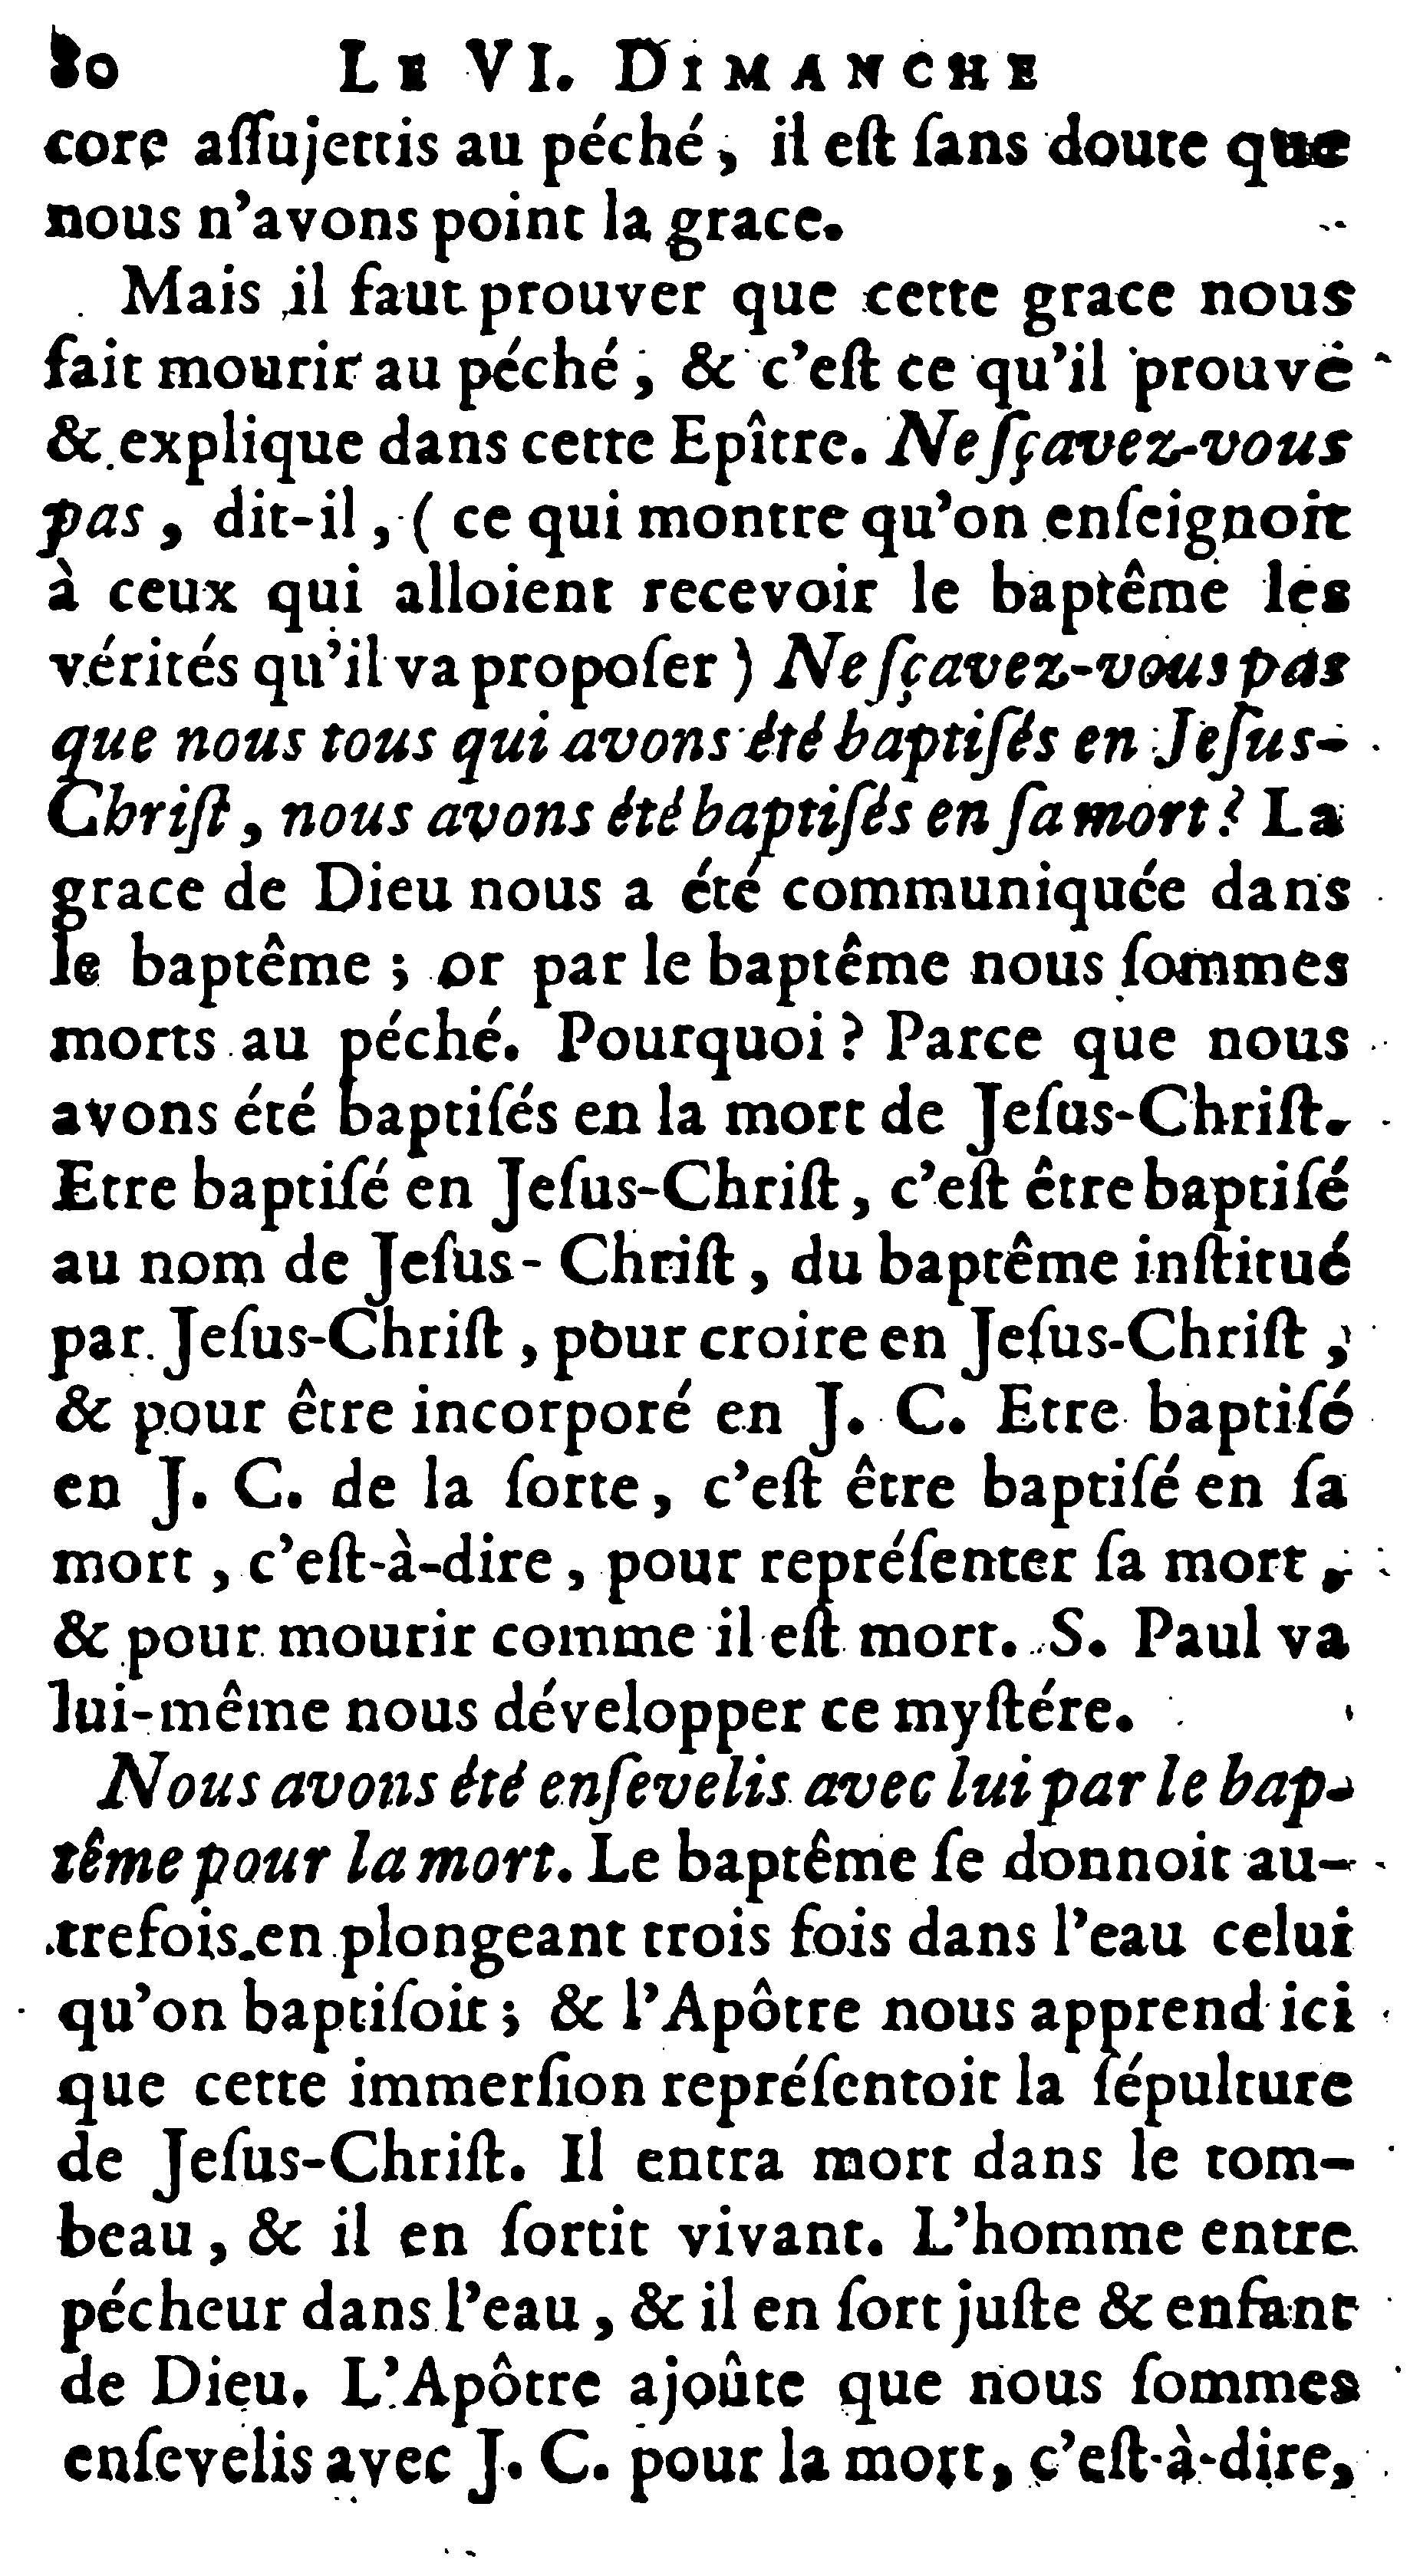 80 LE VI. DIMANCHE
core aſſujettis au péché, il eſt ſans doute que
nous n'avons point la grace.
Mais il faut prouver que cette grace nous
fait mourir au péché, & c'eſt ce qu'il prouve
& explique dans cette Epître. Ne ſçavez-vous
pas, dit-il, (ce qui montre qu'on enſeignoit
à ceux qui alloient recevoir le baptême les
vérités qu'il va propoſer) Ne ſçavez-vous pas
que nous tous qui avons été baptiſés en Jeſus-
Chriſt, nous avons été baptiſés en ſa mort? La
grace de Dieu nous a été communiquée dans
le baptême; or par le baptême nous ſommes
morts au péché. Pourquoi? Parce que nous
avons été baptiſés en la mort de Jeſus-Chriſt.
Etre baptiſé en Jeſus-Chriſt, c'eſt être baptiſé
au nom de Jeſus-Chriſt, du baptême inſtitué
par Jeſus-Chriſt, pour croire en Jeſus-Chriſt,
& pour être incorporé en J. C. Etre baptiſé
en J. C. de la ſorte, c'eſt être baptiſé en ſa
mort, c'eſt-à-dire, pour repréſenter ſa mort,
& pour mourir comme il eſt mort. S. Paul va
lui-même nous développer ce myſtére.
Nous avons été enſevelis avec lui par le bap-
tême pour la mort. Le baptême ſe donnoit au-
trefois en plongeant trois fois dans l'eau celui
qu'on baptiſoit; & l'Apôtre nous apprend ici
que cette immerſion repréſentoit la ſépulture
de Jeſus-Chriſt. Il entra mort dans le tom-
beau, & il en ſortit vivant. L'homme entre
pécheur dans l'eau, & il en ſort juſte & enfant
de Dieu. L'Apôtre ajoûte que nous ſommes
enſevelis avec J. C. pour la mort, c'eſt-à-dire,